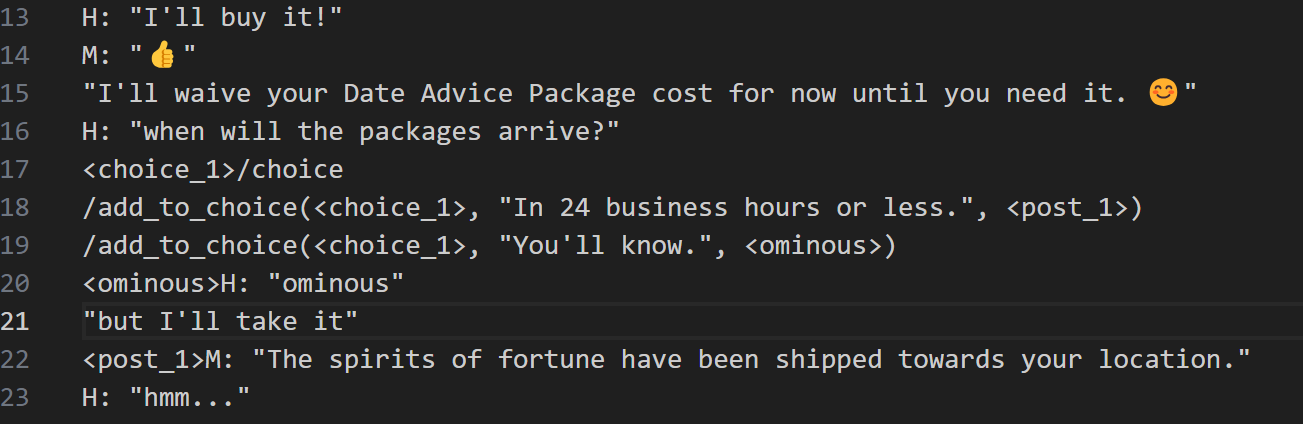 13 H: "I'll buy it!"
14 M: "👍"
15 "I'll waive your Date Advice Package cost for now until you need it. 😊"
16 H: "when will the packages arrive?"
17 <choice_1>/choice
18 /add_to_choice(<choice_1>, "In 24 business hours or less.", <post_1>)
19 /add_to_choice(<choice_1>, "You'll know.", <ominous>)
20 <ominous>H: "ominous"
21 "but I'll take it"
22 <post_1>M: "The spirits of fortune have been shipped towards your location."
23 H: "hmm..."